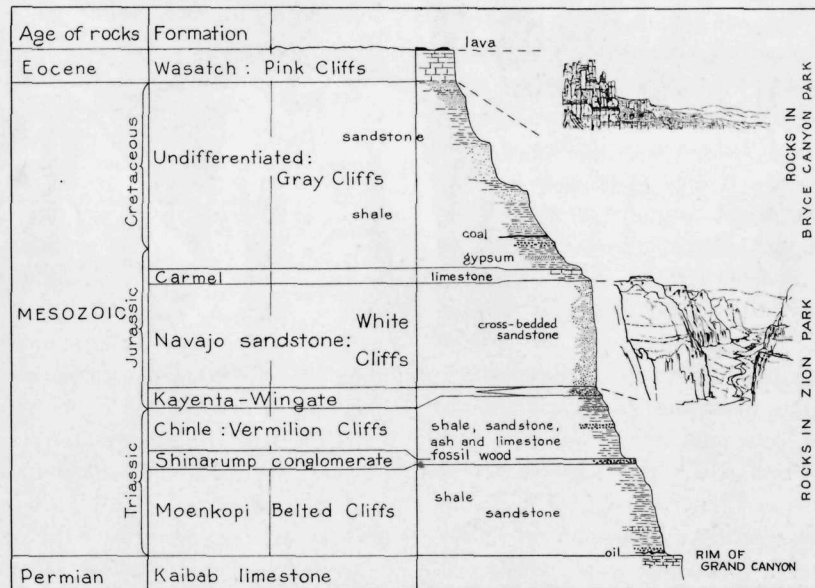 Age of rocks Formation
lava
Eocene Wasatch : Pink Cliffs
sandstone
Undifferentiated:
Gray Cliffs
Cretaceous
shale
coal
gypsum
Carmel limestone
MESOZOIC
Jurassic
White
Navajo sandstone:
Cliffs
cross-bedded
sandstone
Kayenta-Wingate
Chinle : Vermilion Cliffs
shale, sandstone,
ash and limestone
fossil wood
Shinarump conglomerate
Triassic
Moenkopi Belted Cliffs
shale
sandstone
oil
Permian Kaibab limestone
RIM OF
GRAND CANYON
ROCKS IN
BRYCE CANYON PARK
ROCKS IN ZION PARK